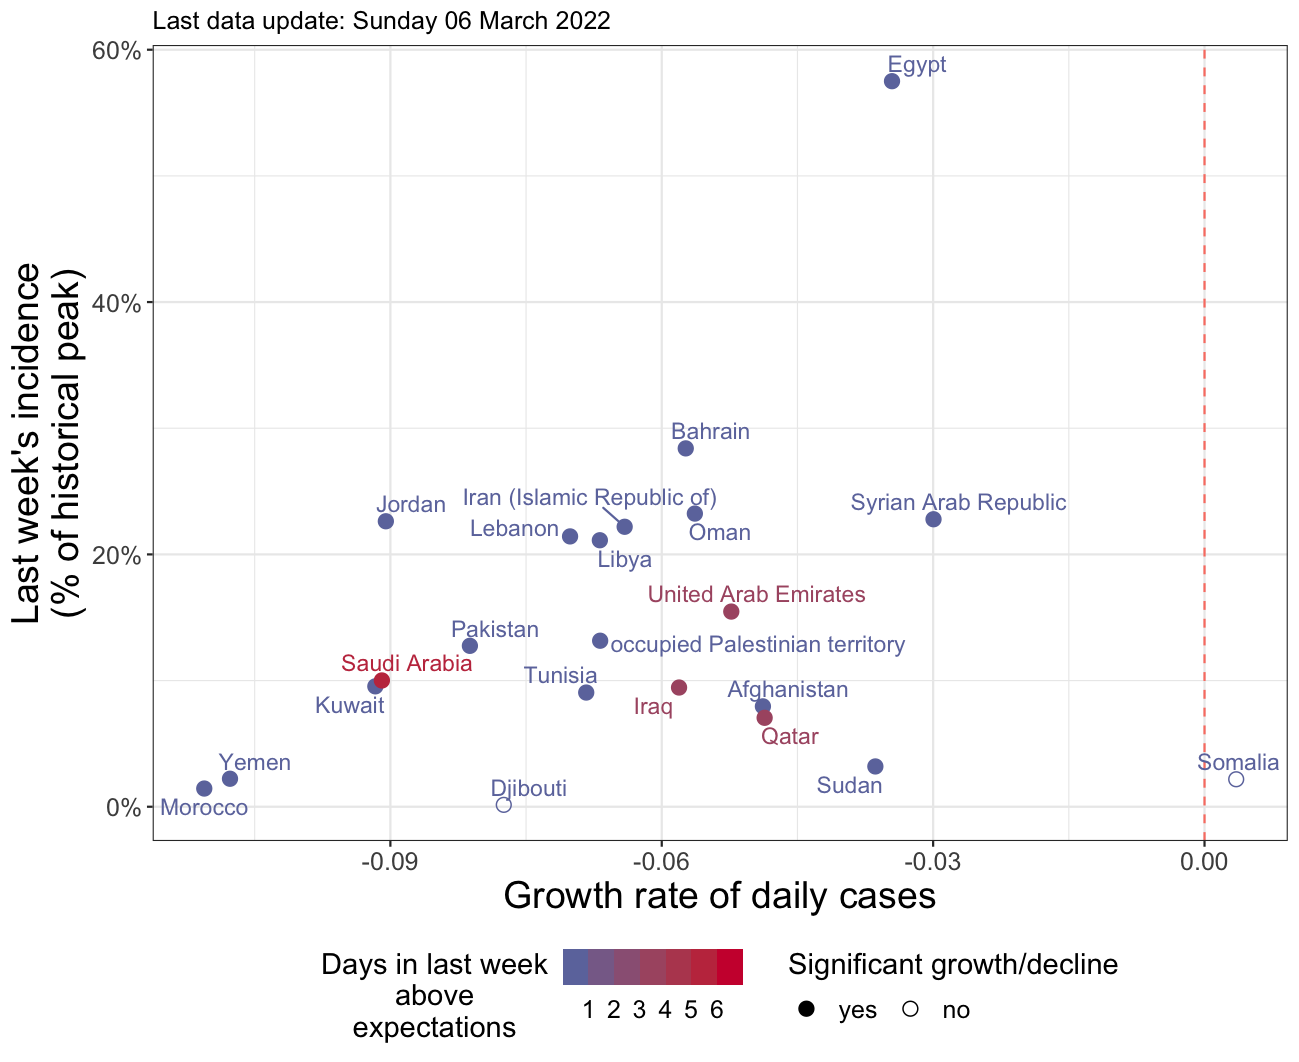 Last data update: Sunday 06 March 2022
60%
Egypt
40%
Last week's incidence
(% of historical peak)
Bahrain
Jordan
Iran (Islamic Republic of)
Syrian Arab Republic
Lebanon
Oman
20%
Libya
United Arab Emirates
Pakistan
occupied Palestinian territory
Saudi Arabia
Tunisia
Kuwait
Iraq
Afghanistan
Qatar
Yemen
Somalia
Sudan
Djibouti
Morocco
0%
-0.09 -0.06 -0.03 0.00
Growth rate of daily cases
Days in last week
above
expectations
1 2 3 4 5 6
Significant growth/decline
yes no